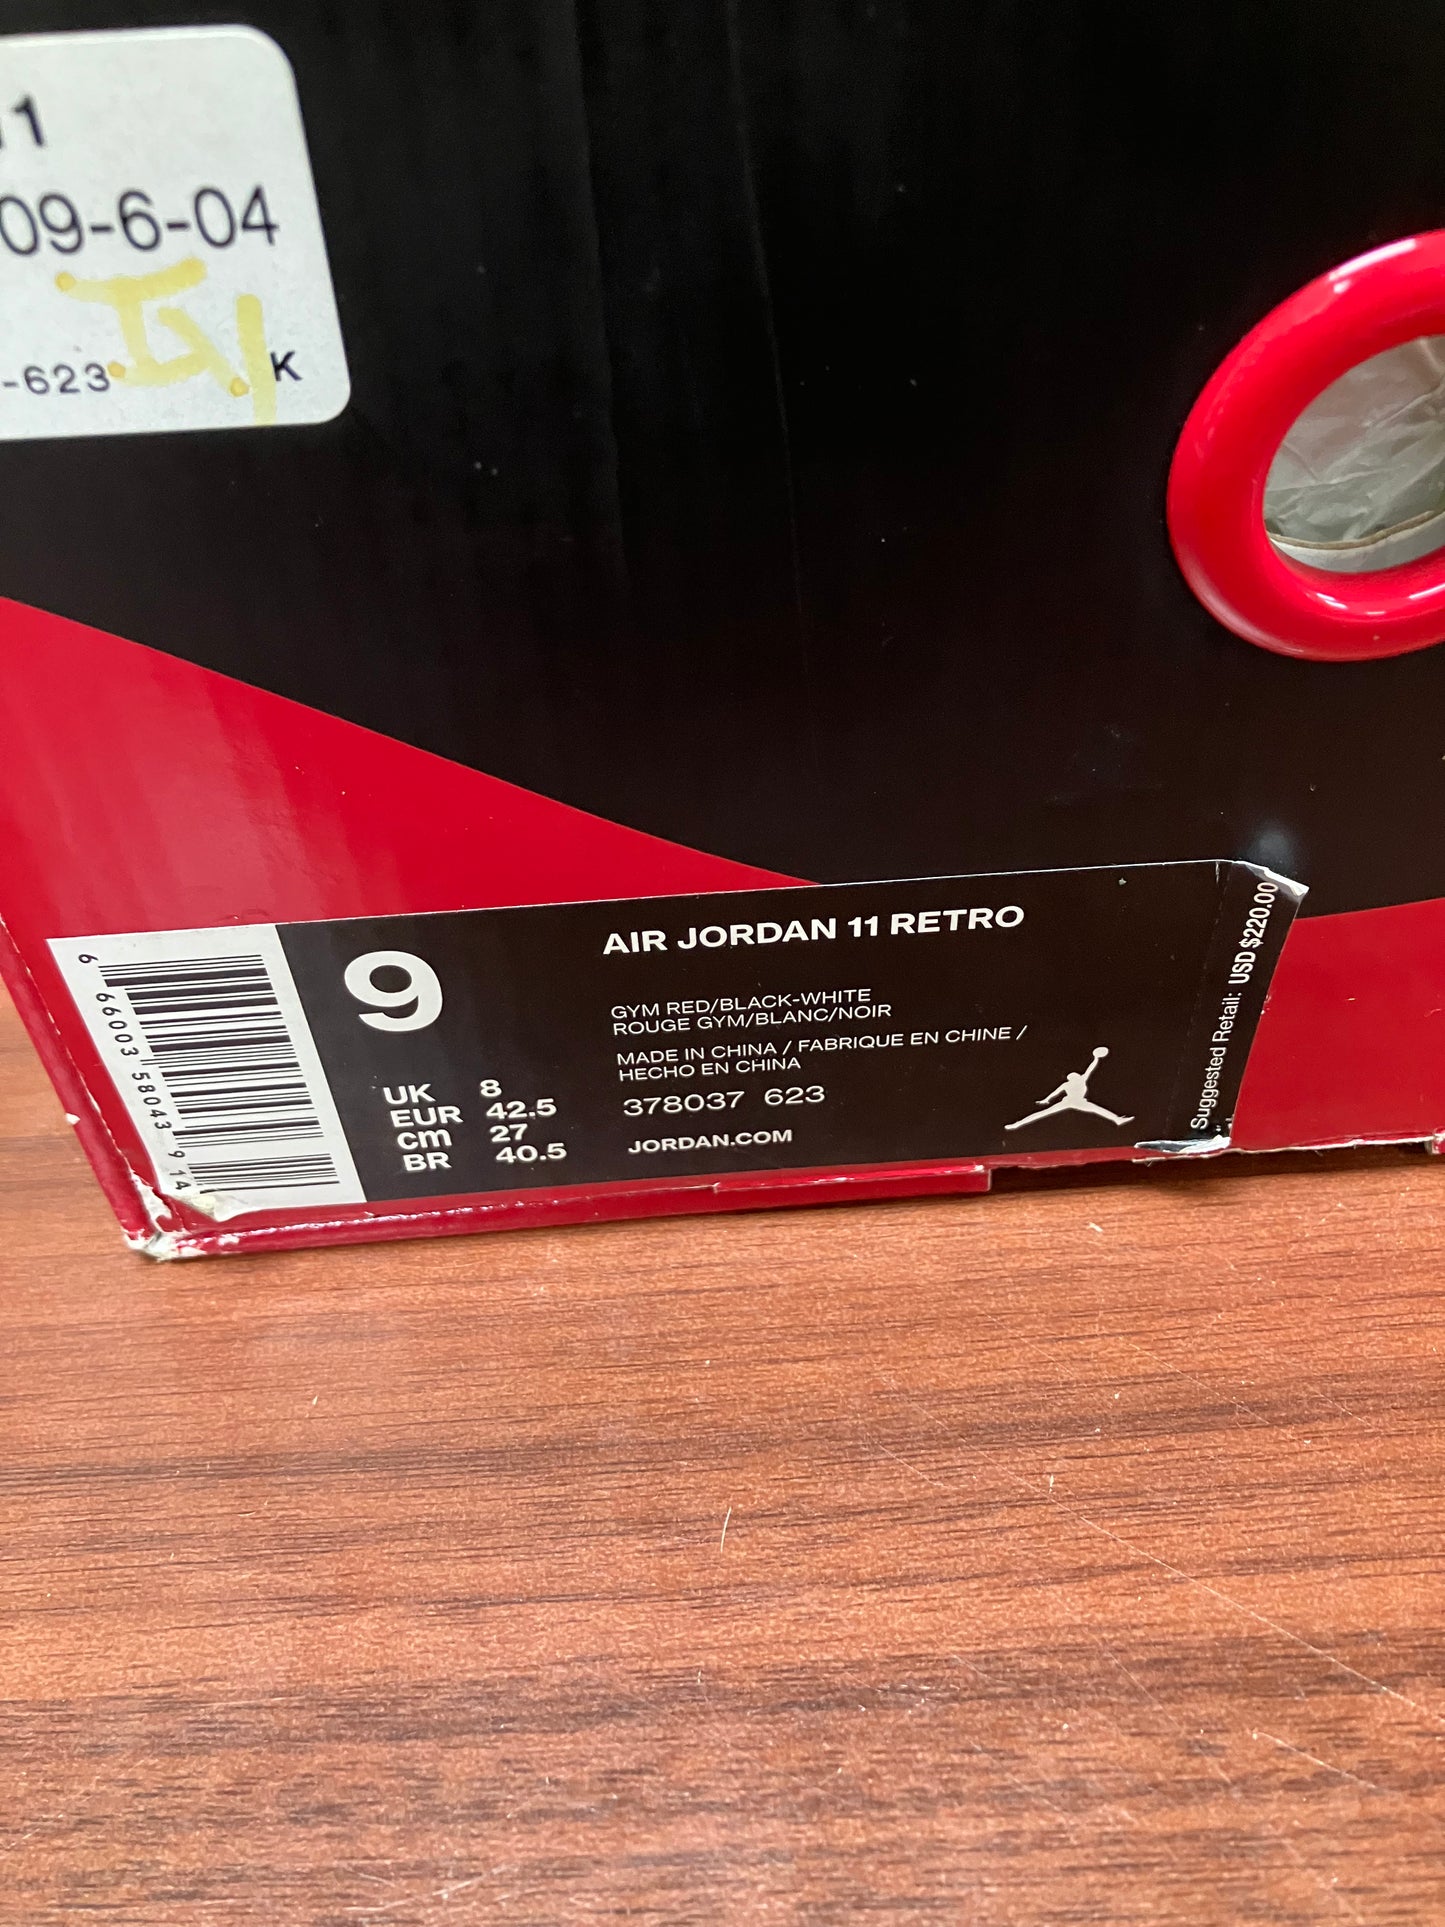 09-6-04
-623
K
9
UK 8
EUR 42.5
cm 27
BR 40.5
AIR JORDAN 11 RETRO
GYM RED/BLACK-WHITE
ROUGE GYM/BLANC/NOIR
MADE IN CHINA / FABRIQUE EN CHINE /
HECHO EN CHINA
378037 623
JORDAN.COM
Suggested Retail: USD $220.00
6 66003 58043 9 14